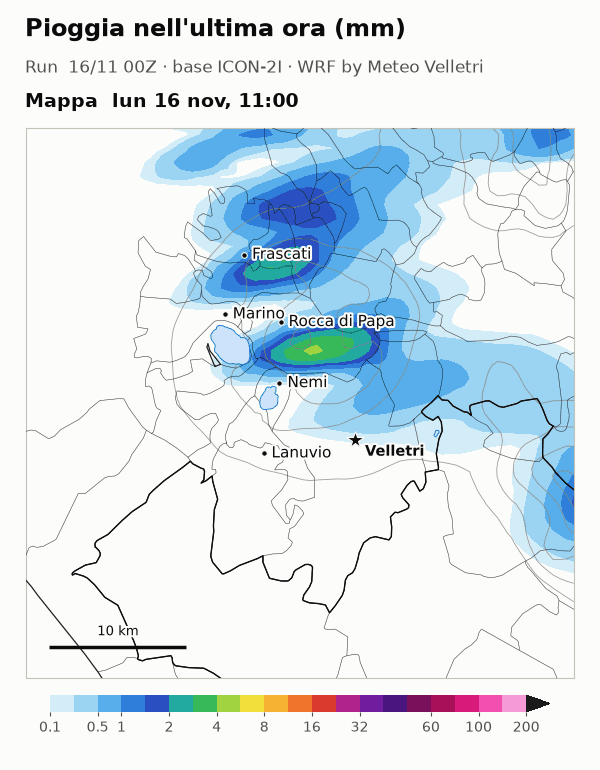 Pioggia nell'ultima ora (mm)
Run  16/11 00Z · base ICON-2I · WRF by Meteo Velletri
Mappa  lun 16 nov, 11:00
Frascati
Marino
Rocca di Papa
Nemi
Velletri
Lanuvio
10 km
0.1 0.5 1 2 4 8 16 32 60 100 200